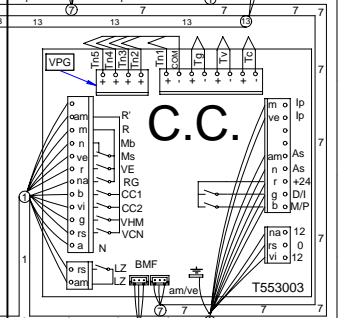 7
7
13
13
13
13
7
VPG
Tn5
Tn4
Tn3
Tn2
Tn1
COM
Tg
Tv
Tc
+ + + +
+ - + - + - + -
C.C.
am
m
n
ve
r
na
b
vi
g
rs
a
R'
R
Mb
Ms
VE
RG
CC1
CC2
VHM
VCN
N
rs
am
LZ
LZ
BMF
am/ve
7
m Ip
ve Ip
am As
n As
r +24
g D/I
b M/P
na 12
rs 0
vi 12
T553003
1
1
7
7
7
7